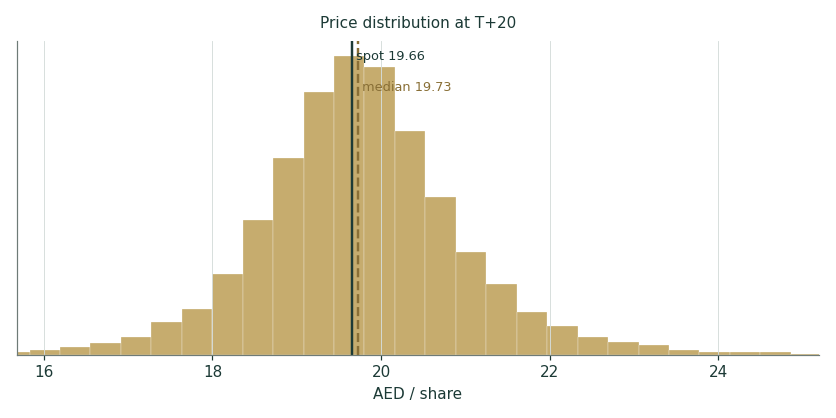 Price distribution at T+20
spot 19.66
median 19.73
16 18 20 22 24
AED / share